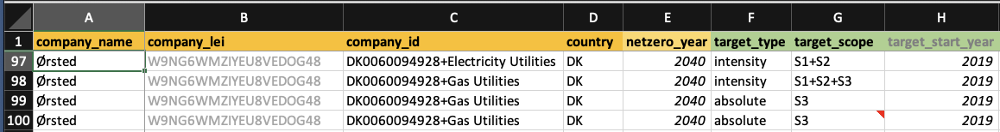 A B C D E F G H
1 company_name company_lei company_id country netzero_year target_type target_scope target_start_year
97 Ørsted W9NG6WMZIYEU8VEDOG48 DK0060094928+Electricity Utilities DK 2040 intensity S1+S2 2019
98 Ørsted W9NG6WMZIYEU8VEDOG48 DK0060094928+Gas Utilities DK 2040 intensity S1+S2+S3 2019
99 Ørsted W9NG6WMZIYEU8VEDOG48 DK0060094928+Gas Utilities DK 2040 absolute S3 2019
100 Ørsted W9NG6WMZIYEU8VEDOG48 DK0060094928+Gas Utilities DK 2040 absolute S3 2019